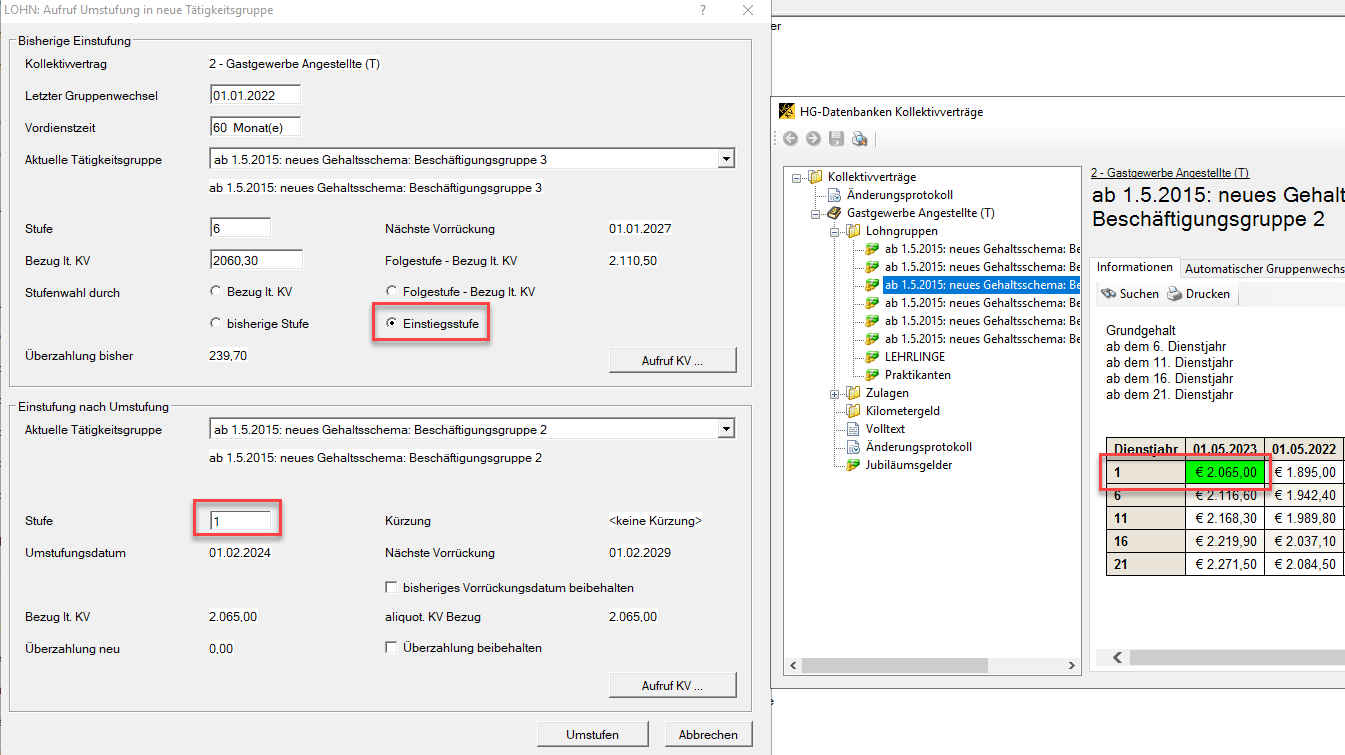 LOHN: Aufruf Umstufung in neue Tätigkeitsgruppe
?
Bisherige Einstufung
Kollektivvertrag 2 - Gastgewerbe Angestellte (T)
Letzter Gruppenwechsel 01.01.2022
Vordienstzeit 60 Monat(e)
Aktuelle Tätigkeitsgruppe ab 1.5.2015: neues Gehaltsschema: Beschäftigungsgruppe 3
ab 1.5.2015: neues Gehaltsschema: Beschäftigungsgruppe 3
Stufe 6 Nächste Vorrückung 01.01.2027
Bezug lt. KV 2060,30 Folgestufe - Bezug lt. KV 2.110,50
Stufenwahl durch Bezug lt. KV Folgestufe - Bezug lt. KV
bisherige Stufe Einstiegsstufe
Überzahlung bisher 239,70
Aufruf KV ...
Einstufung nach Umstufung
Aktuelle Tätigkeitsgruppe ab 1.5.2015: neues Gehaltsschema: Beschäftigungsgruppe 2
ab 1.5.2015: neues Gehaltsschema: Beschäftigungsgruppe 2
Stufe 1 Kürzung <keine Kürzung>
Umstufungsdatum 01.02.2024 Nächste Vorrückung 01.02.2029
bisheriges Vorrückungsdatum beibehalten
Bezug lt. KV 2.065,00 aliquot. KV Bezug 2.065,00
Überzahlung neu 0,00 Überzahlung beibehalten
Aufruf KV ...
Umstufen Abbrechen
er
HG-Datenbanken Kollektivverträge
Kollektivverträge
Änderungsprotokoll
Gastgewerbe Angestellte (T)
Lohngruppen
ab 1.5.2015: neues Gehaltsschema: Be
ab 1.5.2015: neues Gehaltsschema: Be
ab 1.5.2015: neues Gehaltsschema: Be
ab 1.5.2015: neues Gehaltsschema: Be
ab 1.5.2015: neues Gehaltsschema: Be
ab 1.5.2015: neues Gehaltsschema: Be
LEHRLINGE
Praktikanten
Zulagen
Kilometergeld
Volltext
Änderungsprotokoll
Jubiläumsgelder
2 - Gastgewerbe Angestellte (T)
ab 1.5.2015: neues Gehalt
Beschäftigungsgruppe 2
Informationen Automatischer Gruppenwechs
Suchen Drucken
Grundgehalt
ab dem 6. Dienstjahr
ab dem 11. Dienstjahr
ab dem 16. Dienstjahr
ab dem 21. Dienstjahr
Dienstjahr 01.05.2023 01.05.2022
1 € 2.065,00 € 1.895,00
6 € 2.116,60 € 1.942,40
11 € 2.168,30 € 1.989,80
16 € 2.219,90 € 2.037,10
21 € 2.271,50 € 2.084,50
e